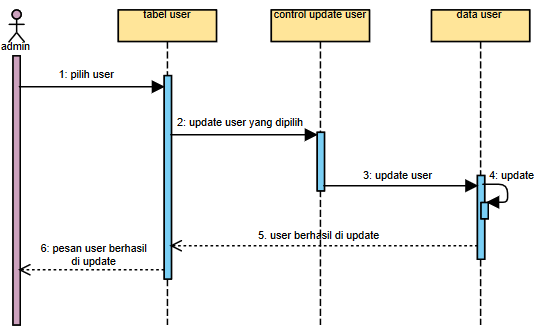 tabel user
control update user
data user
admin
1: pilih user
2: update user yang dipilih
3: update user
4: update
5. user berhasil di update
6: pesan user berhasil
di update